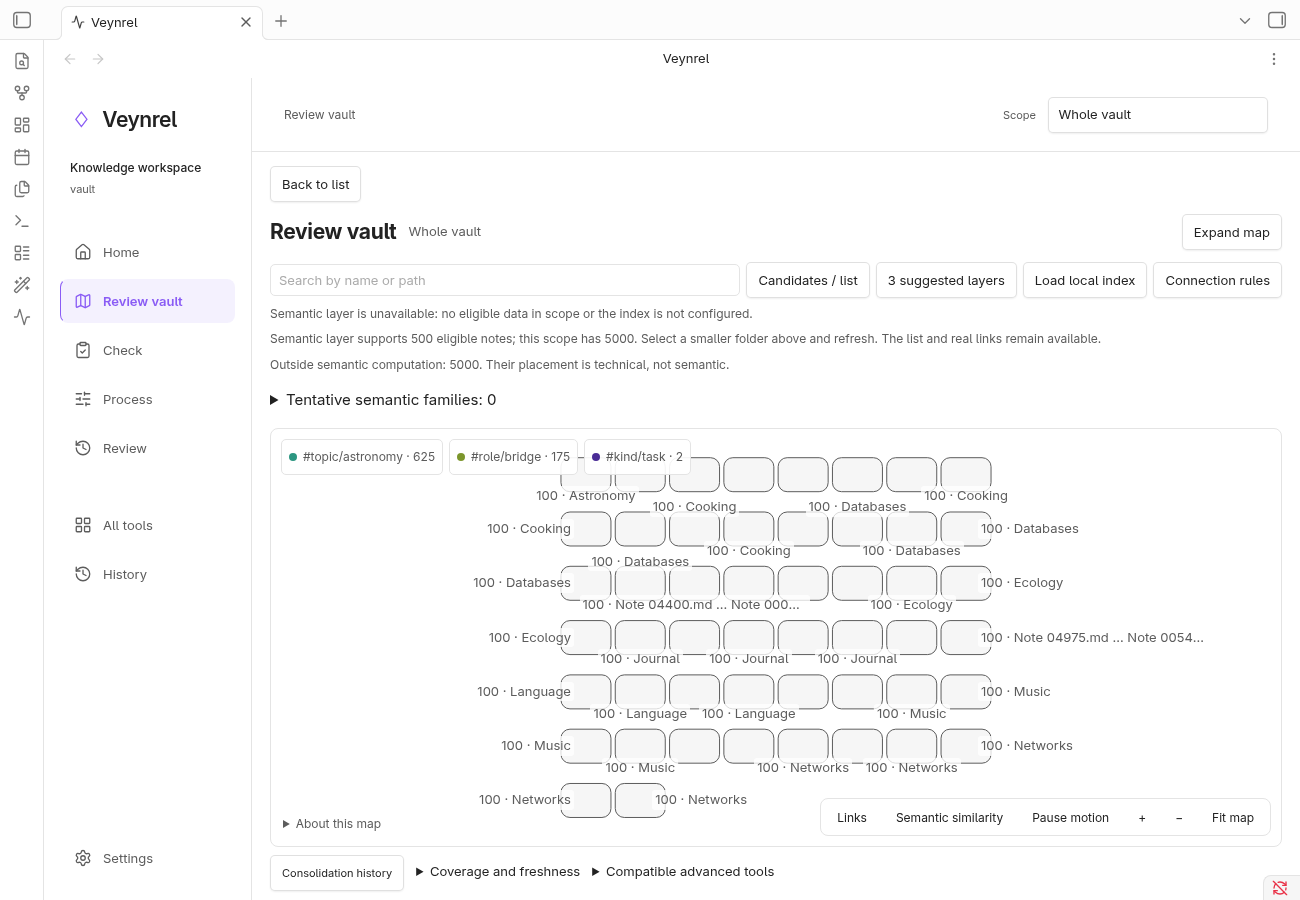 Veynrel
Veynrel
Veynrel
Knowledge workspace
vault
Home
Review vault
Check
Process
Review
All tools
History
Settings
Review vault
Scope
Whole vault
Back to list
Review vault
Whole vault
Expand map
Search by name or path
Candidates / list
3 suggested layers
Load local index
Connection rules
Semantic layer is unavailable: no eligible data in scope or the index is not configured.
Semantic layer supports 500 eligible notes; this scope has 5000. Select a smaller folder above and refresh. The list and real links remain available.
Outside semantic computation: 5000. Their placement is technical, not semantic.
Tentative semantic families: 0
#topic/astronomy · 625
#role/bridge · 175
#kind/task · 2
100 · Astronomy
100 · Cooking
100 · Cooking
100 · Databases
100 · Cooking
100 · Databases
100 · Cooking
100 · Databases
100 · Databases
100 · Databases
100 · Ecology
100 · Note 04400.md ... Note 000...
100 · Ecology
100 · Ecology
100 · Note 04975.md ... Note 0054...
100 · Journal
100 · Journal
100 · Journal
100 · Language
100 · Music
100 · Language
100 · Language
100 · Music
100 · Music
100 · Networks
100 · Music
100 · Networks
100 · Networks
100 · Networks
100 · Networks
About this map
Links
Semantic similarity
Pause motion
+
−
Fit map
Consolidation history
Coverage and freshness
Compatible advanced tools